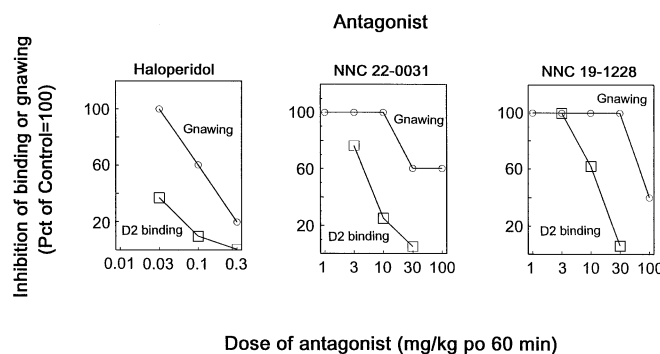 Antagonist
Inhibition of binding or gnawing
(Pct of Control=100)
Haloperidol
100
60
20
Gnawing
D2 binding
0.01 0.03 0.1 0.3
NNC 22-0031
100
60
20
Gnawing
D2 binding
1 3 10 30 100
NNC 19-1228
100
60
20
Gnawing
D2 binding
1 3 10 30 100
Dose of antagonist (mg/kg po 60 min)